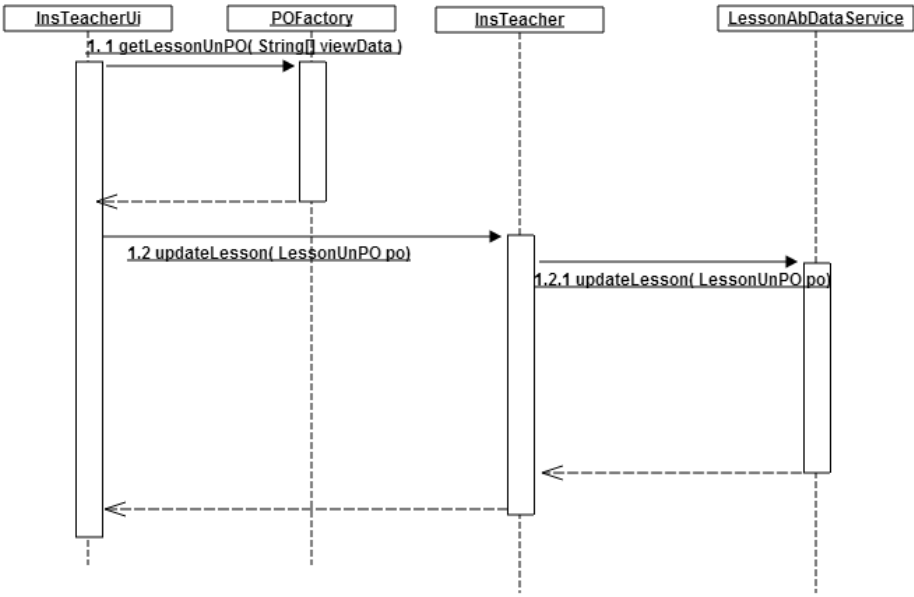 InsTeacherUi
POFactory
InsTeacher
LessonAbDataService
1. 1 getLessonUnPO( String[] viewData )
1.2 updateLesson( LessonUnPO po)
1.2.1 updateLesson( LessonUnPO po)